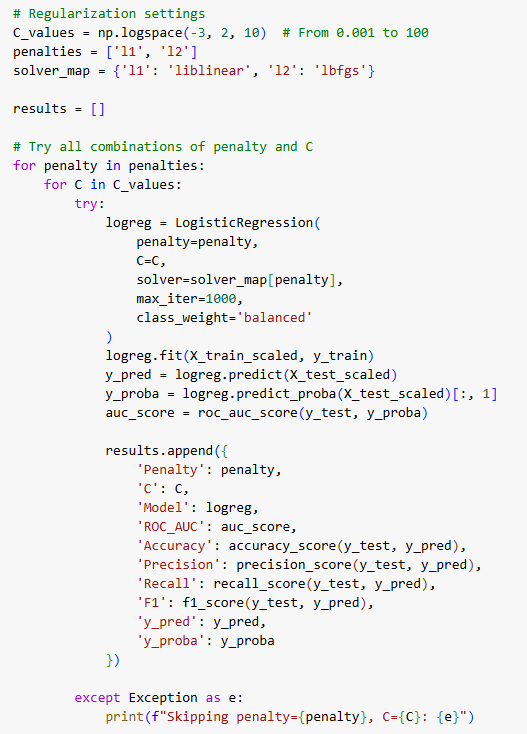 # Regularization settings
C_values = np.logspace(-3, 2, 10)  # From 0.001 to 100
penalties = ['l1', 'l2']
solver_map = {'l1': 'liblinear', 'l2': 'lbfgs'}

results = []

# Try all combinations of penalty and C
for penalty in penalties:
    for C in C_values:
        try:
            logreg = LogisticRegression(
                penalty=penalty,
                C=C,
                solver=solver_map[penalty],
                max_iter=1000,
                class_weight='balanced'
            )
            logreg.fit(X_train_scaled, y_train)
            y_pred = logreg.predict(X_test_scaled)
            y_proba = logreg.predict_proba(X_test_scaled)[:, 1]
            auc_score = roc_auc_score(y_test, y_proba)

            results.append({
                'Penalty': penalty,
                'C': C,
                'Model': logreg,
                'ROC_AUC': auc_score,
                'Accuracy': accuracy_score(y_test, y_pred),
                'Precision': precision_score(y_test, y_pred),
                'Recall': recall_score(y_test, y_pred),
                'F1': f1_score(y_test, y_pred),
                'y_pred': y_pred,
                'y_proba': y_proba
            })

        except Exception as e:
            print(f"Skipping penalty={penalty}, C={C}: {e}")